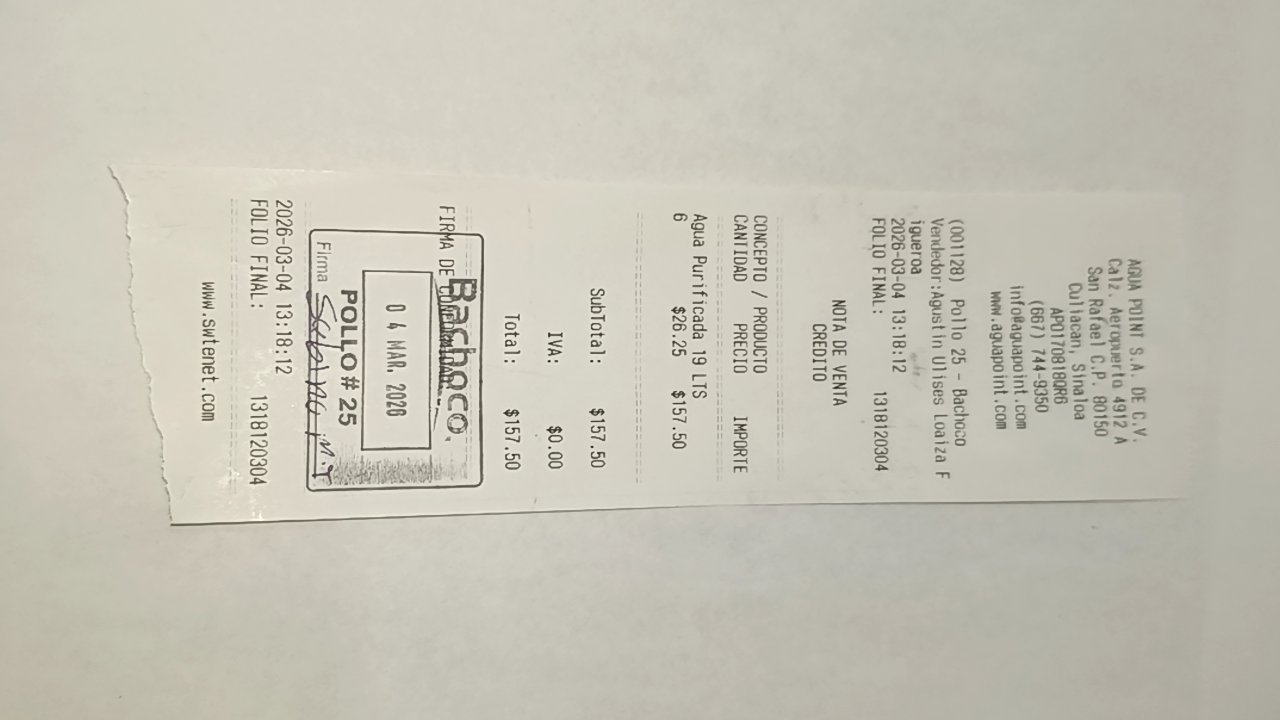 AGUA POINT S.A. DE C.V.
Calz. Aeropuerto 4912 A
San Rafael C.P. 80150
Culiacan, Sinaloa
APO170818QR6
(667) 744-9350
info@aguapoint.com
www.aguapoint.com
(001128) Pollo 25 - Bachoco
Vendedor:Agustin Ulises Loaiza F
igueroa
2026-03-04 13:18:12
FOLIO FINAL: 1318120304
NOTA DE VENTA
CREDITO
CONCEPTO / PRODUCTO
CANTIDAD PRECIO IMPORTE
Agua Purificada 19 LTS
6 $26.25 $157.50
SubTotal: $157.50
IVA: $0.00
Total: $157.50
Bachoco.
FIRMA DE CONFORMIDAD
04 MAR. 2026
POLLO # 25
Firma
2026-03-04 13:18:12
FOLIO FINAL: 1318120304
www.swtenet.com